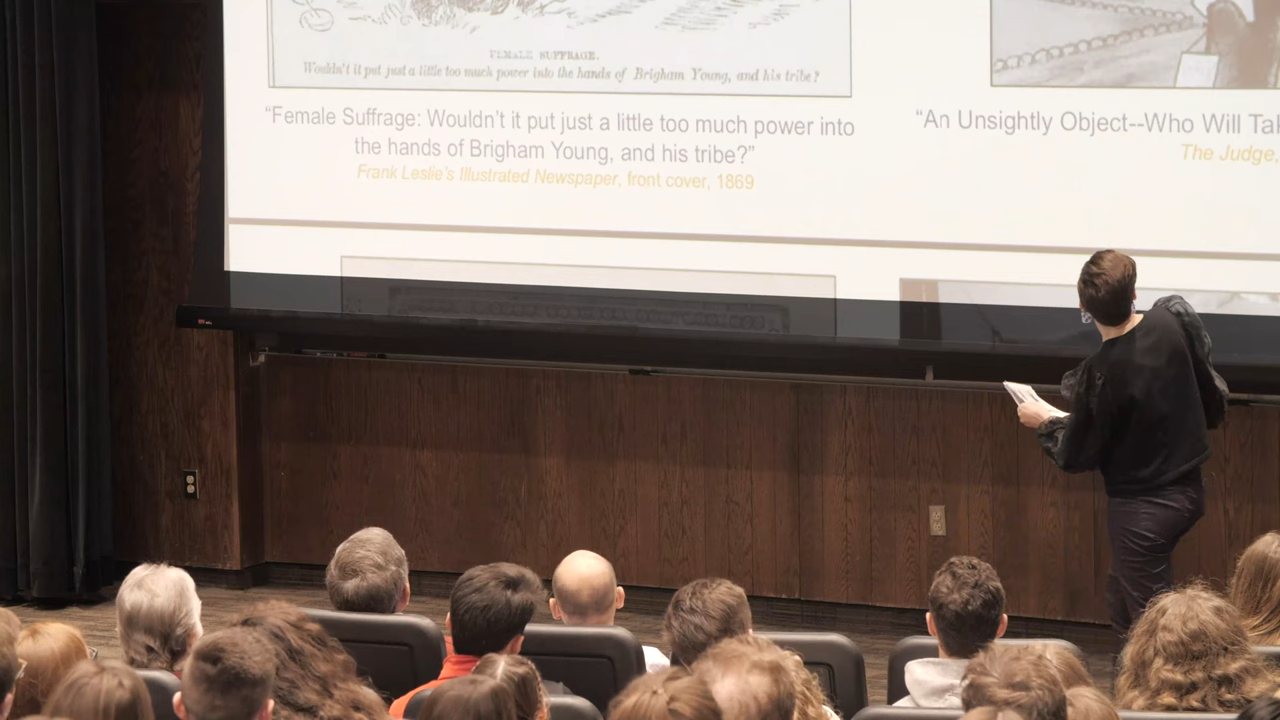 FEMALE SUFFRAGE.
Wouldn't it put just a little too much power into the hands of Brigham Young, and his tribe?
“Female Suffrage: Wouldn’t it put just a little too much power into
the hands of Brigham Young, and his tribe?”
Frank Leslie’s Illustrated Newspaper, front cover, 1869
“An Unsightly Object--Who Will
The Judge,